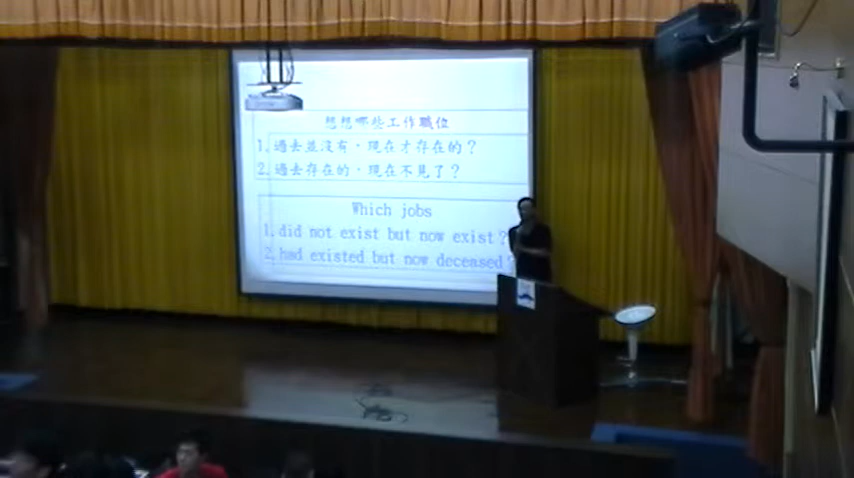 想想哪些工作職位
1. 過去並沒有，現在才存在的？
2. 過去存在的，現在不見了？
Which jobs
1. did not exist but now exist?
2. had existed but now deceased?